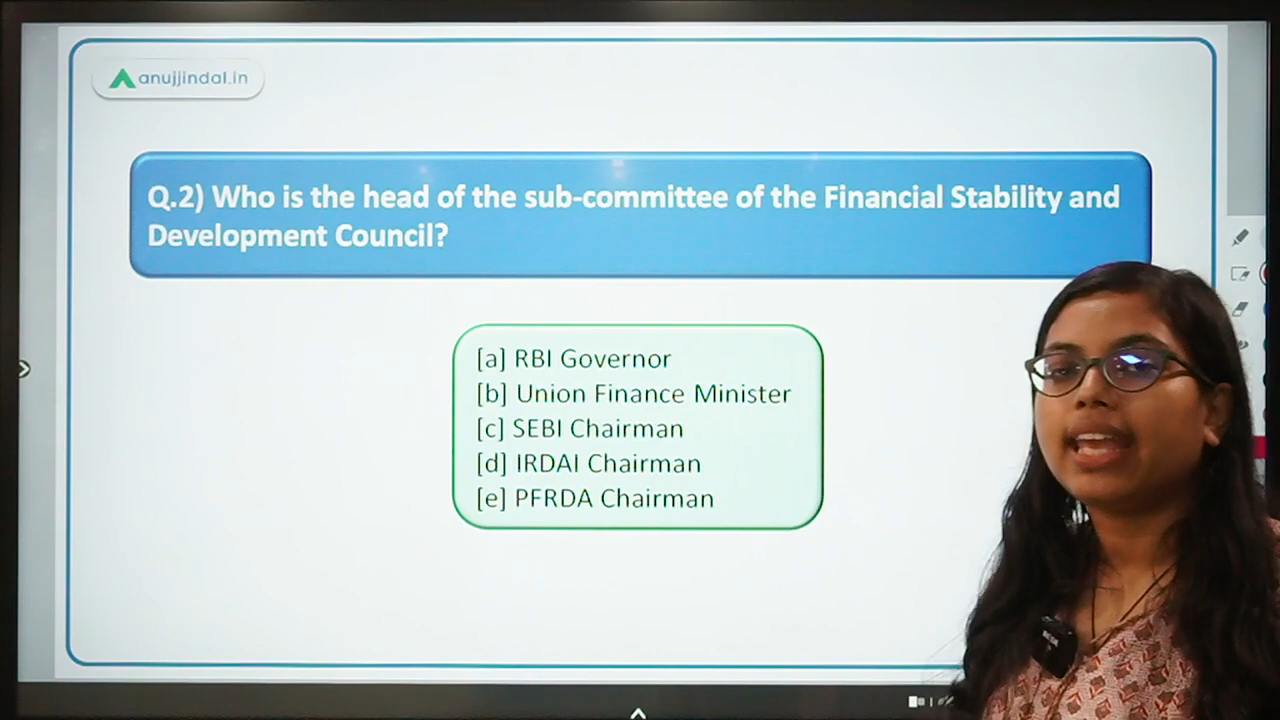 anujjindal.in
Q.2) Who is the head of the sub-committee of the Financial Stability and
Development Council?
[a] RBI Governor
[b] Union Finance Minister
[c] SEBI Chairman
[d] IRDAI Chairman
[e] PFRDA Chairman